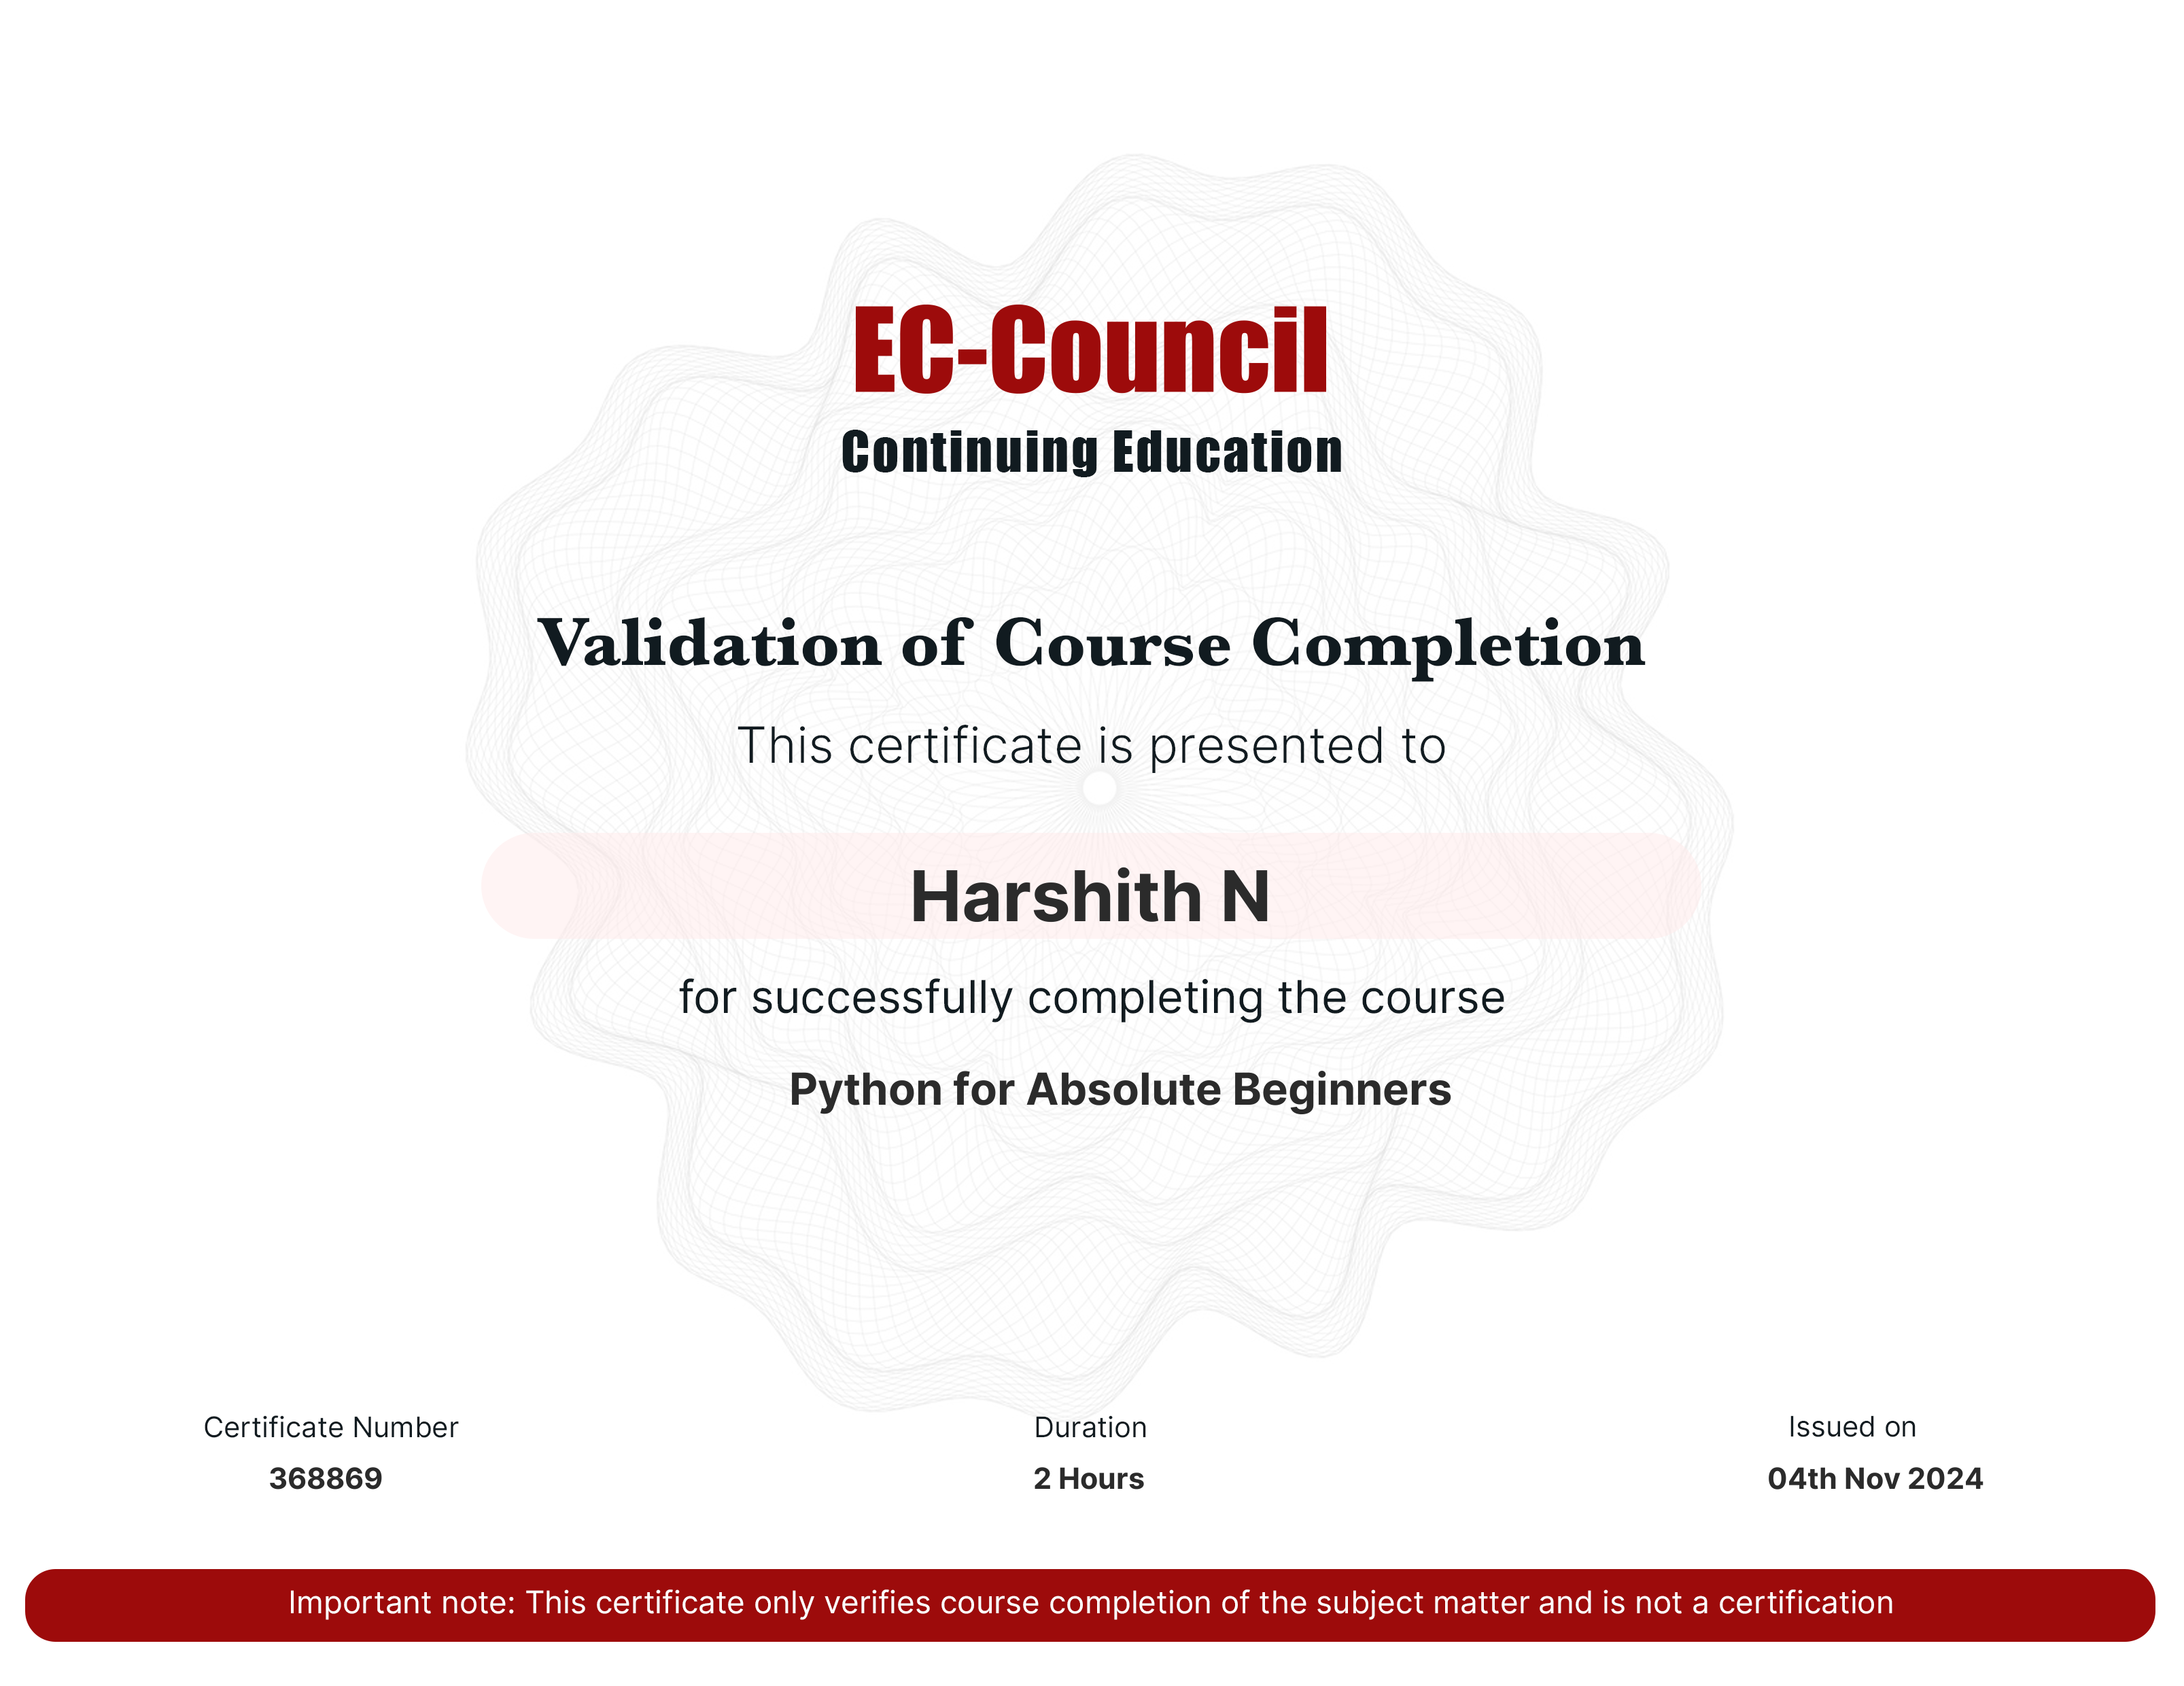 EC-Council
Continuing Education
Validation of Course Completion
This certificate is presented to
Harshith N
for successfully completing the course
Python for Absolute Beginners
Certificate Number
368869
Duration
2 Hours
Issued on
04th Nov 2024
Important note: This certificate only verifies course completion of the subject matter and is not a certification